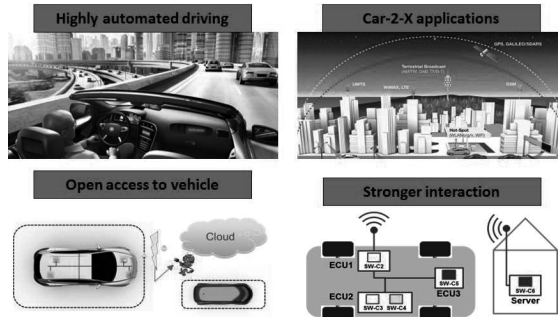 Highly automated driving
Car-2-X applications
GPS, GALILEO/SDARS
Terrestrial Broadcast
UMTS
WiMAX, LTE
GSM
Hot-Spot
Open access to vehicle
Stronger interaction
Cloud
ECU1
SW-C2
ECU2
SW-C3
SW-C4
SW-C5
ECU3
SW-C6
Server